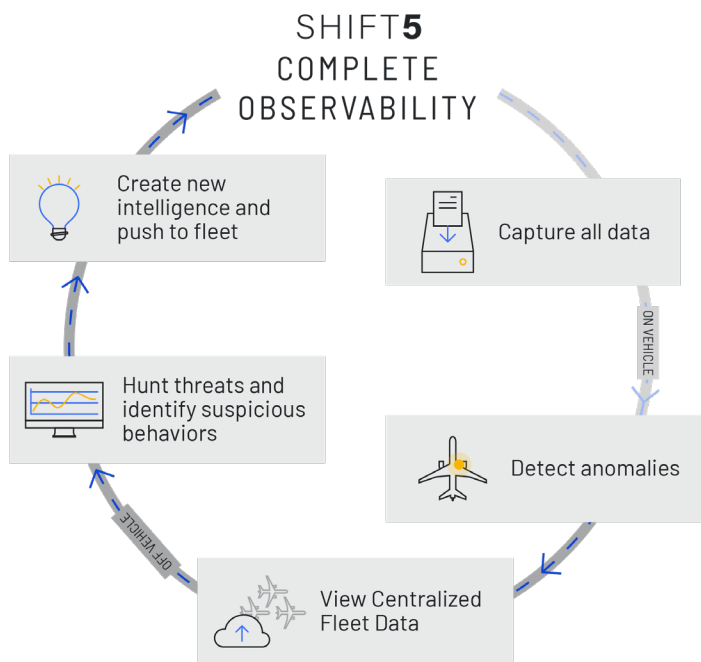 SHIFT5
COMPLETE
OBSERVABILITY
Capture all data
ON VEHICLE
Detect anomalies
View Centralized
Fleet Data
OFF VEHICLE
Hunt threats and
identify suspicious
behaviors
Create new
intelligence and
push to fleet